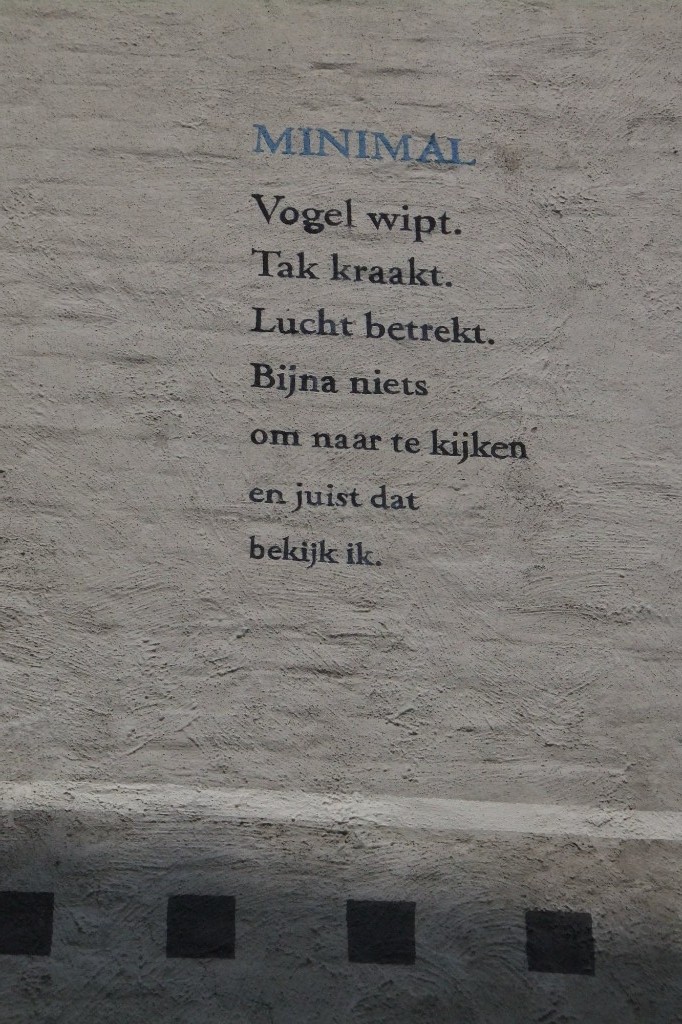 MINIMAL
Vogel wipt.
Tak kraakt.
Lucht betrekt.
Bijna niets
om naar te kijken
en juist dat
bekijk ik.